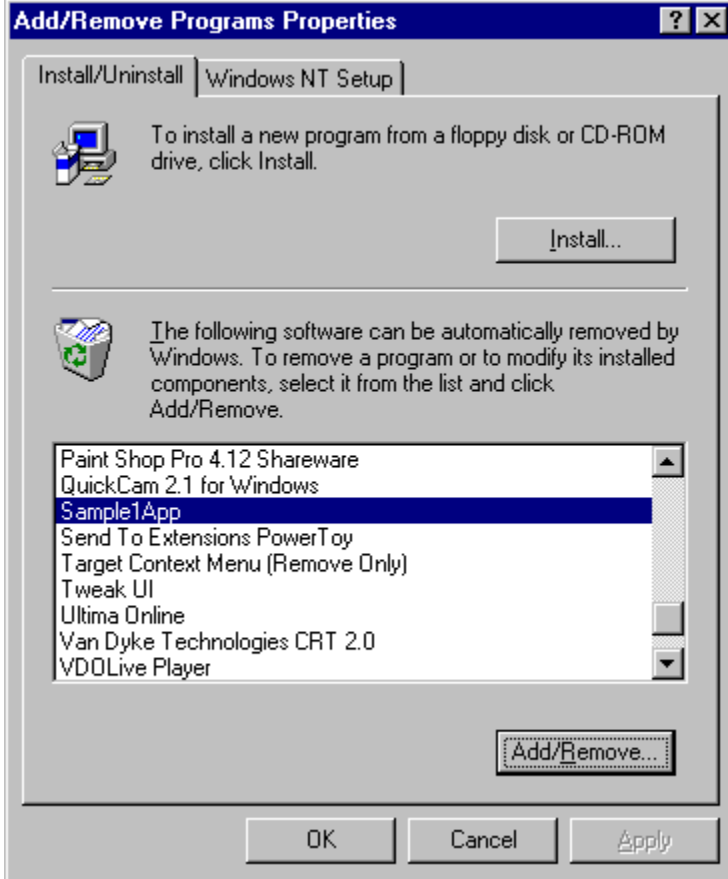 Add/Remove Programs Properties
Install/Uninstall
Windows NT Setup
To install a new program from a floppy disk or CD-ROM
drive, click Install.
Install...
The following software can be automatically removed by
Windows. To remove a program or to modify its installed
components, select it from the list and click
Add/Remove.
Paint Shop Pro 4.12 Shareware
QuickCam 2.1 for Windows
Sample1App
Send To Extensions PowerToy
Target Context Menu (Remove Only)
Tweak UI
Ultima Online
Van Dyke Technologies CRT 2.0
VDOLive Player
Add/Remove...
OK
Cancel
Apply